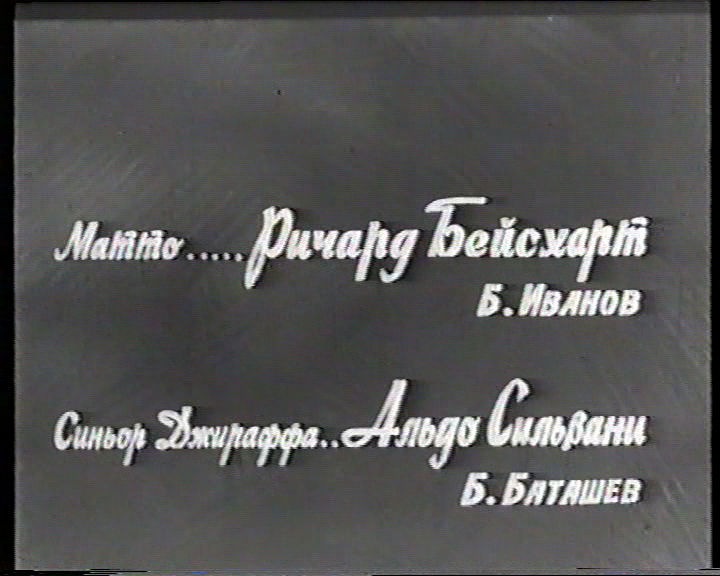 Матто.....Ричард Бейсхарт
Б. Иванов
Синьор Джираффа..Альдо Сильвани
Б. Баташев